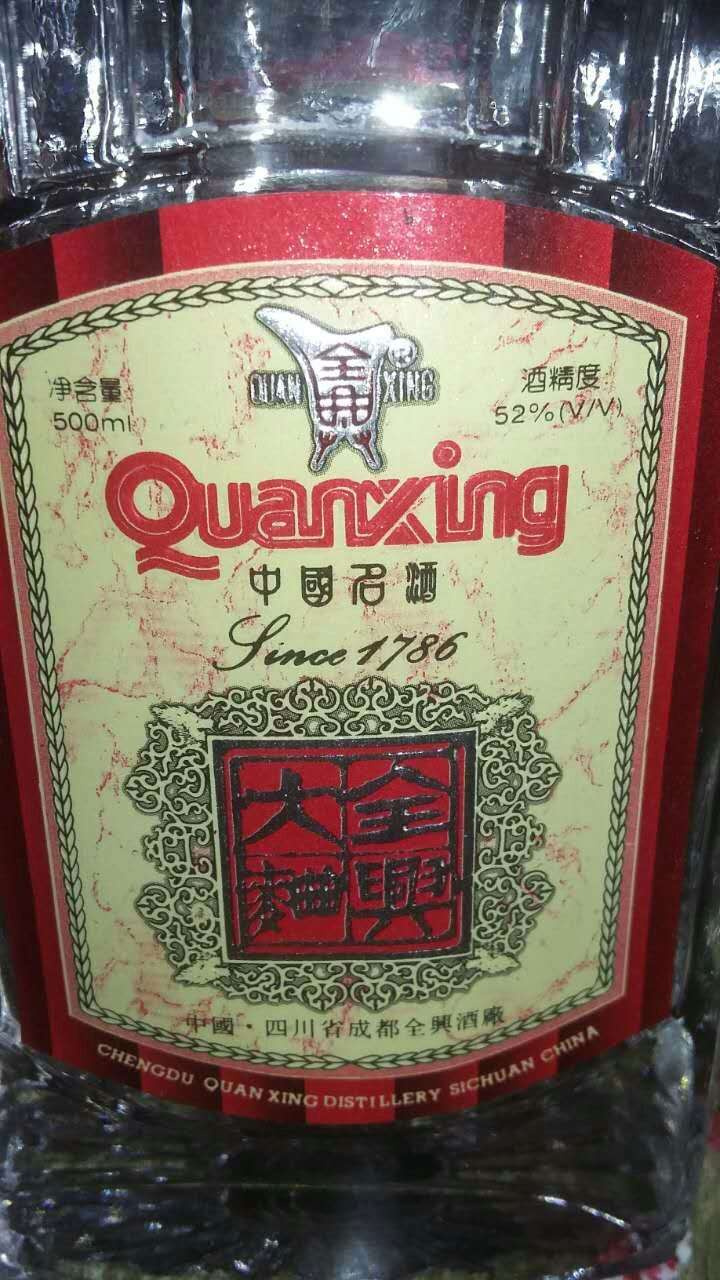 净含量
500ml
QUAN 全興 XING ®
酒精度
52%(V/V)
Quanxing
中國名酒
Since 1786
全興
大麯
中國·四川省成都全興酒廠
CHENGDU QUAN XING DISTILLERY SICHUAN CHINA